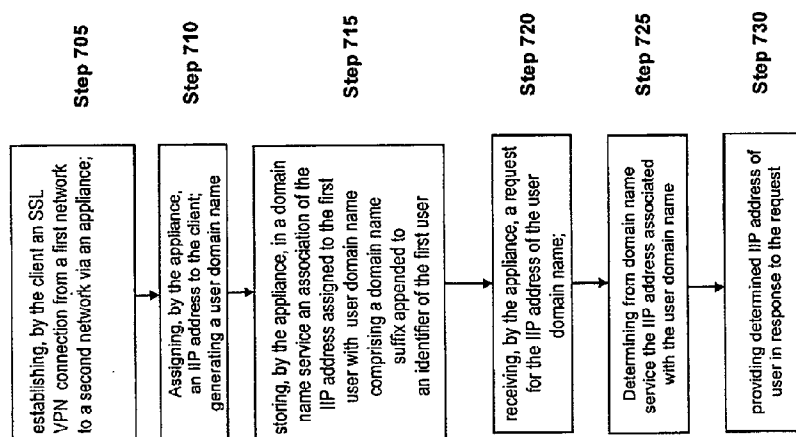 establishing, by the client an SSL
VPN connection from a first network
to a second network via an appliance;
Step 705
Assigning, by the appliance,
an IIP address to the client;
generating a user domain name
Step 710
storing, by the appliance, in a domain
name service an association of the
IIP address assigned to the first
user with user domain name
comprising a domain name
suffix appended to
an identifier of the first user
Step 715
receiving, by the appliance, a request
for the IIP address of the user
domain name;
Step 720
Determining from domain name
service the IIP address associated
with the user domain name
Step 725
providing determined IIP address of
user in response to the request
Step 730